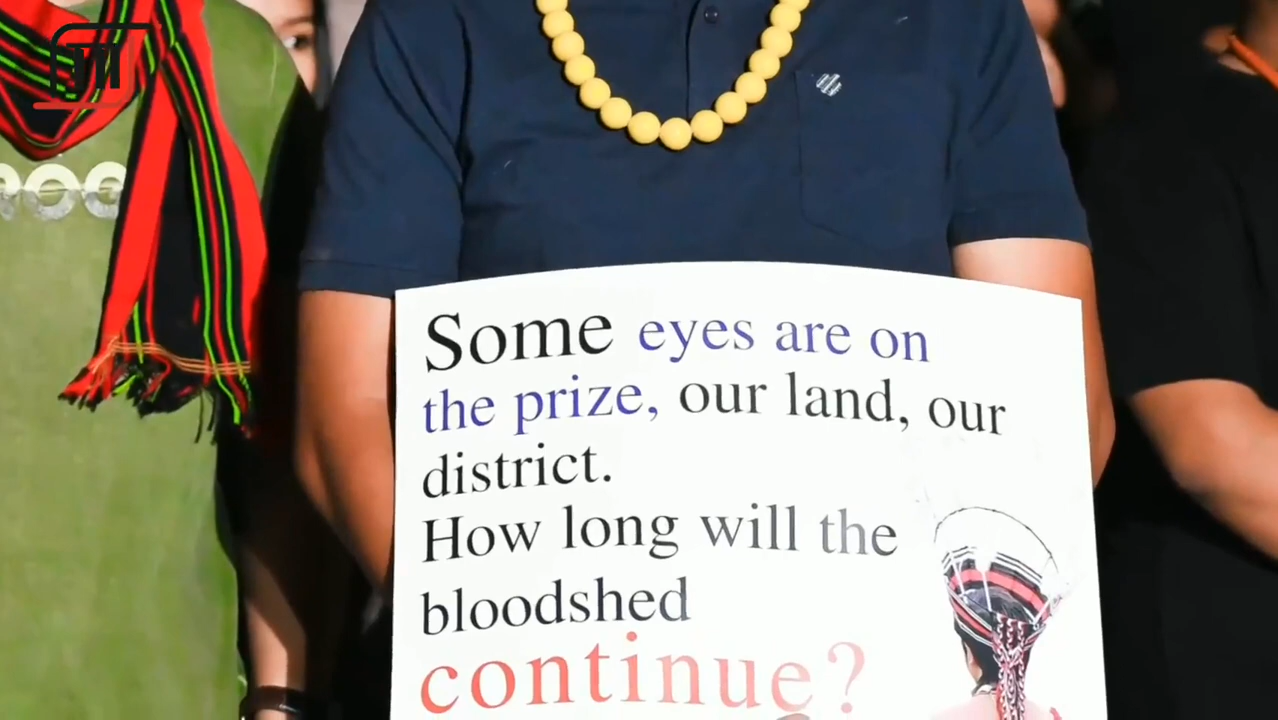 Some eyes are on
the prize, our land, our
district.
How long will the
bloodshed
continue?